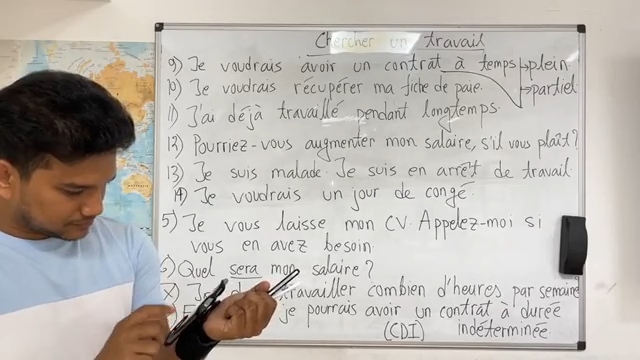 Chercher un travail
9) Je voudrais avoir un contrat à temps plein
partiel
10) Je voudrais récupérer ma fiche de paie.
11) J'ai déjà travaillé pendant longtemps.
12) Pourriez-vous augmenter mon salaire, s'il vous plaît?
13) Je suis malade. Je suis en arrêt de travail
14) Je voudrais un jour de congé.
5) Je vous laisse mon CV. Appelez-moi si
vous en avez besoin.
6) Quel sera mon salaire?
Je travailler combien d'heures par semaine
je pourrais avoir un contrat à durée
indéterminée
(CDI)